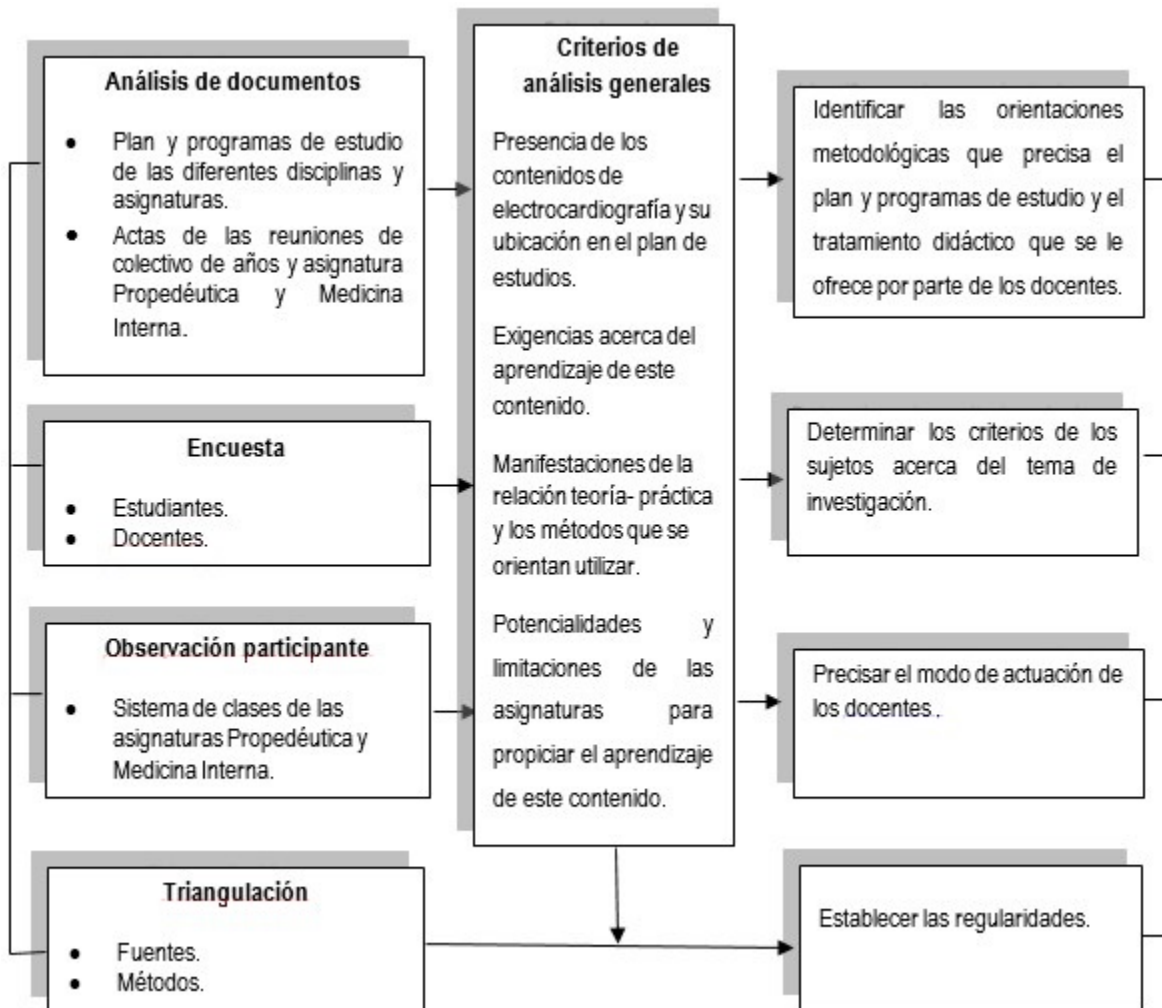 Análisis de documentos
● Plan y programas de estudio
de las diferentes disciplinas y
asignaturas.
● Actas de las reuniones de
colectivo de años y asignatura
Propedéutica y Medicina
Interna.
Encuesta
● Estudiantes.
● Docentes.
Observación participante
● Sistema de clases de las
asignaturas Propedéutica y
Medicina Interna.
Triangulación
● Fuentes.
● Métodos.
Criterios de
análisis generales
Presencia de los
contenidos de
electrocardiografía y su
ubicación en el plan de
estudios.
Exigencias acerca del
aprendizaje de este
contenido.
Manifestaciones de la
relación teoría- práctica
y los métodos que se
orientan utilizar.
Potencialidades y
limitaciones de las
asignaturas para
propiciar el aprendizaje
de este contenido.
Identificar las orientaciones
metodológicas que precisa el
plan y programas de estudio y el
tratamiento didáctico que se le
ofrece por parte de los docentes.
Determinar los criterios de los
sujetos acerca del tema de
investigación.
Precisar el modo de actuación de
los docentes..
Establecer las regularidades.